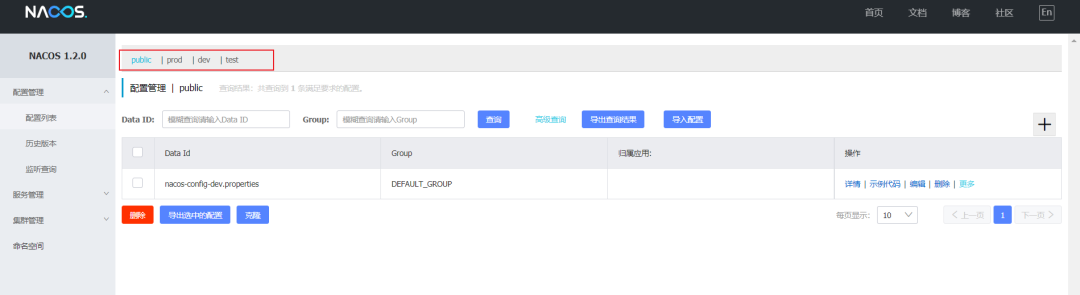 NACOS.
首页 文档 博客 社区 En
NACOS 1.2.0
配置管理
配置列表
历史版本
监听查询
服务管理
集群管理
命名空间
public | prod | dev | test
配置管理 | public 查询结果：共查询到 1 条满足要求的配置。
Data ID: 模糊查询请输入Data ID Group: 模糊查询请输入Group 查询 高级查询 导出查询结果 导入配置
Data Id Group 归属应用: 操作
nacos-config-dev.properties DEFAULT_GROUP 详情 | 示例代码 | 编辑 | 删除 | 更多
删除 导出选中的配置 克隆 每页显示: 10 < 上一页 1 下一页 >